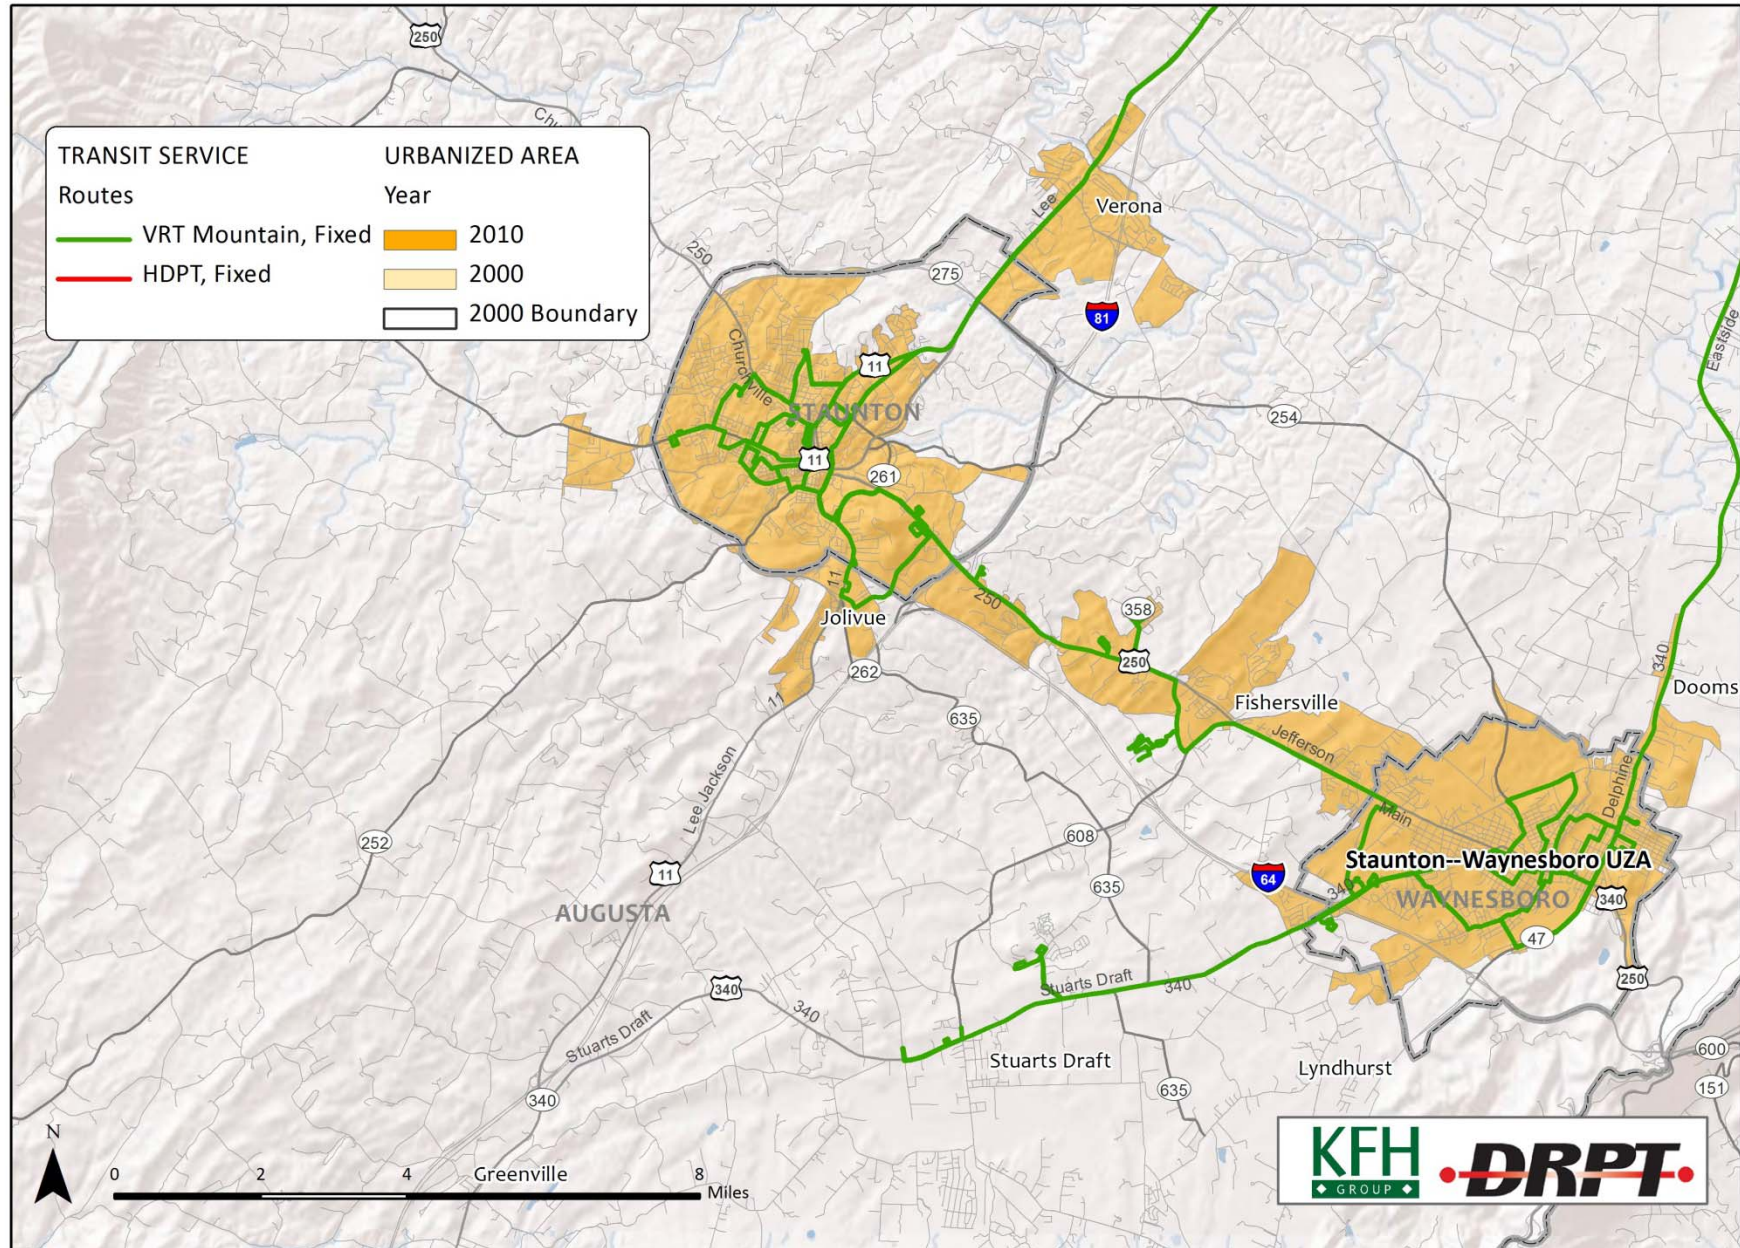 250
Chu
TRANSIT SERVICE
URBANIZED AREA
Routes
Year
VRT Mountain, Fixed
2010
HDPT, Fixed
2000
2000 Boundary
Lee
Verona
250
275
81
Eastside
Churchville
11
STAUNTON
254
11
261
11
250
358
Jolivue
250
340
262
Dooms
11
635
Fishersville
Jefferson
Delphine
Lee Jackson
Main
252
608
Staunton--Waynesboro UZA
11
64
635
340
WAYNESBORO
340
AUGUSTA
47
340
Stuarts Draft
340
250
340
Stuarts Draft
Stuarts Draft
Lyndhurst
600
635
151
340
N
0 2 4 8
Greenville
Miles
KFH
GROUP
DRPT